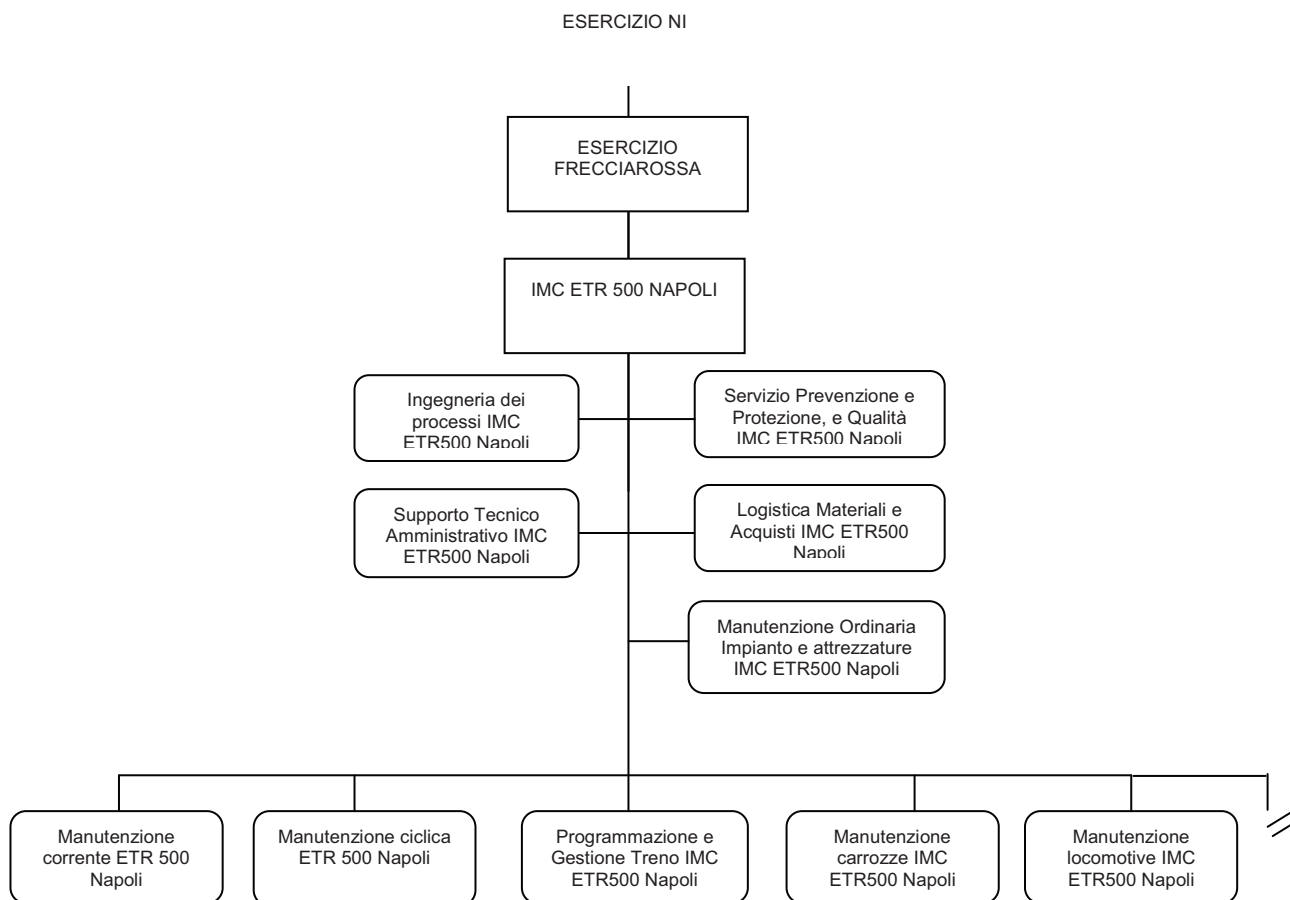 ESERCIZIO NI
ESERCIZIO
FRECCIAROSSA
IMC ETR 500 NAPOLI
Ingegneria dei
processi IMC
ETR500 Napoli
Servizio Prevenzione e
Protezione, e Qualità
IMC ETR500 Napoli
Supporto Tecnico
Amministrativo IMC
ETR500 Napoli
Logistica Materiali e
Acquisti IMC ETR500
Napoli
Manutenzione Ordinaria
Impianto e attrezzature
IMC ETR500 Napoli
Manutenzione
corrente ETR 500
Napoli
Manutenzione ciclica
ETR 500 Napoli
Programmazione e
Gestione Treno IMC
ETR500 Napoli
Manutenzione
carrozze IMC
ETR500 Napoli
Manutenzione
locomotive IMC
ETR500 Napoli